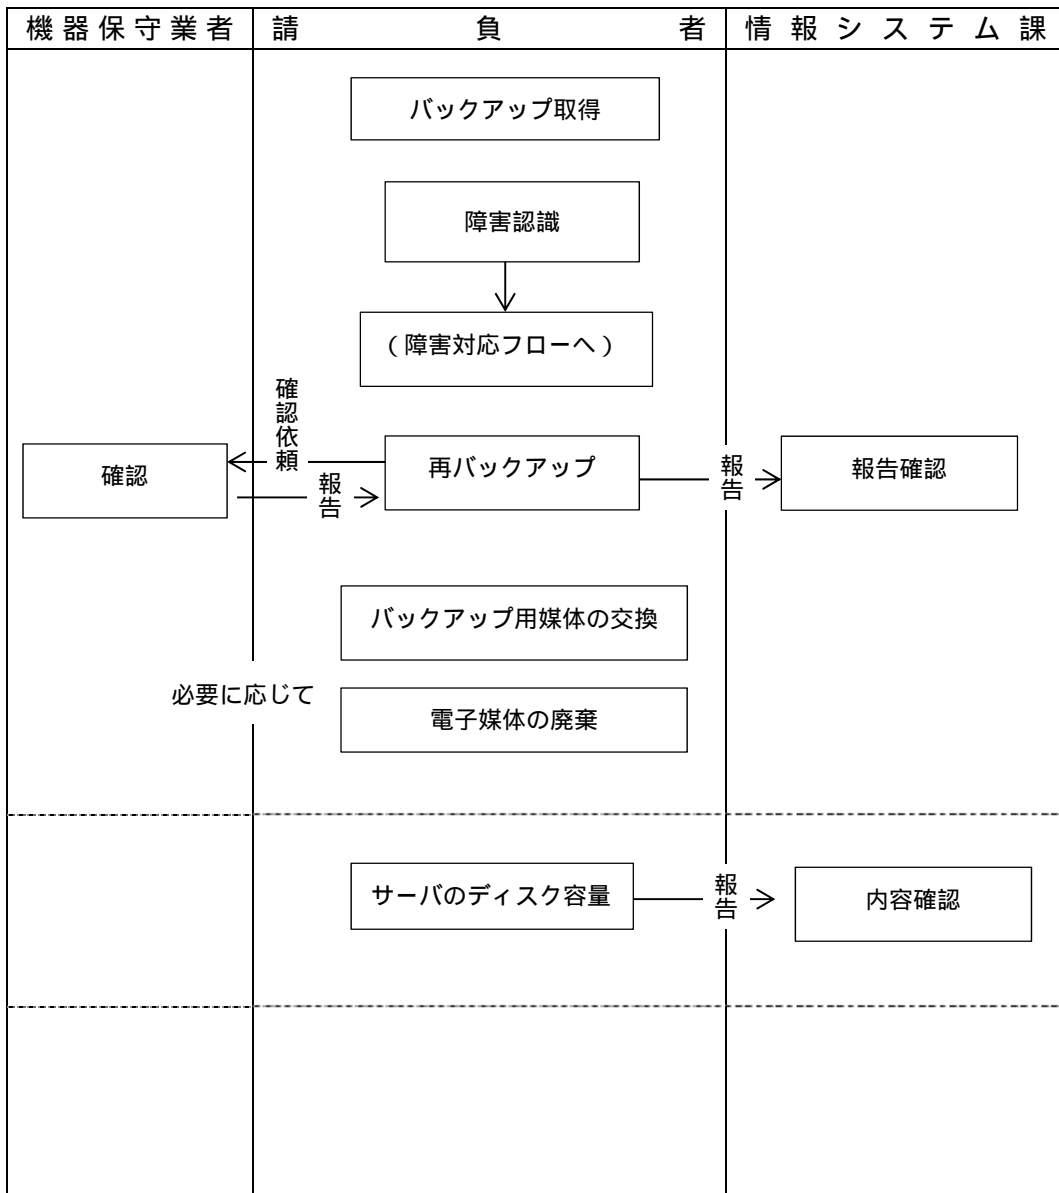 機器保守業者
請負者
情報システム課
バックアップ取得
障害認識
(障害対応フローへ)
確認依頼
確認
再バックアップ
報告
報告確認
報告
バックアップ用媒体の交換
必要に応じて
電子媒体の廃棄
サーバのディスク容量
報告
内容確認